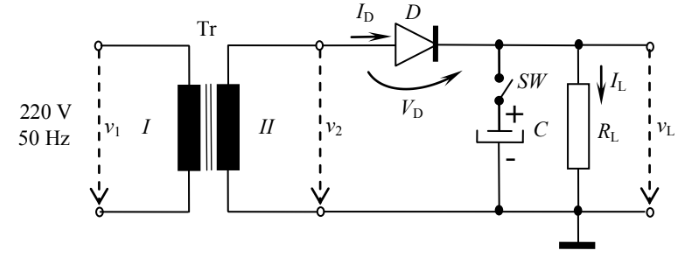 Tr
I_D
D
V_D
SW
+
C
-
I_L
R_L
v_L
220 V
50 Hz
v_1
I
II
v_2